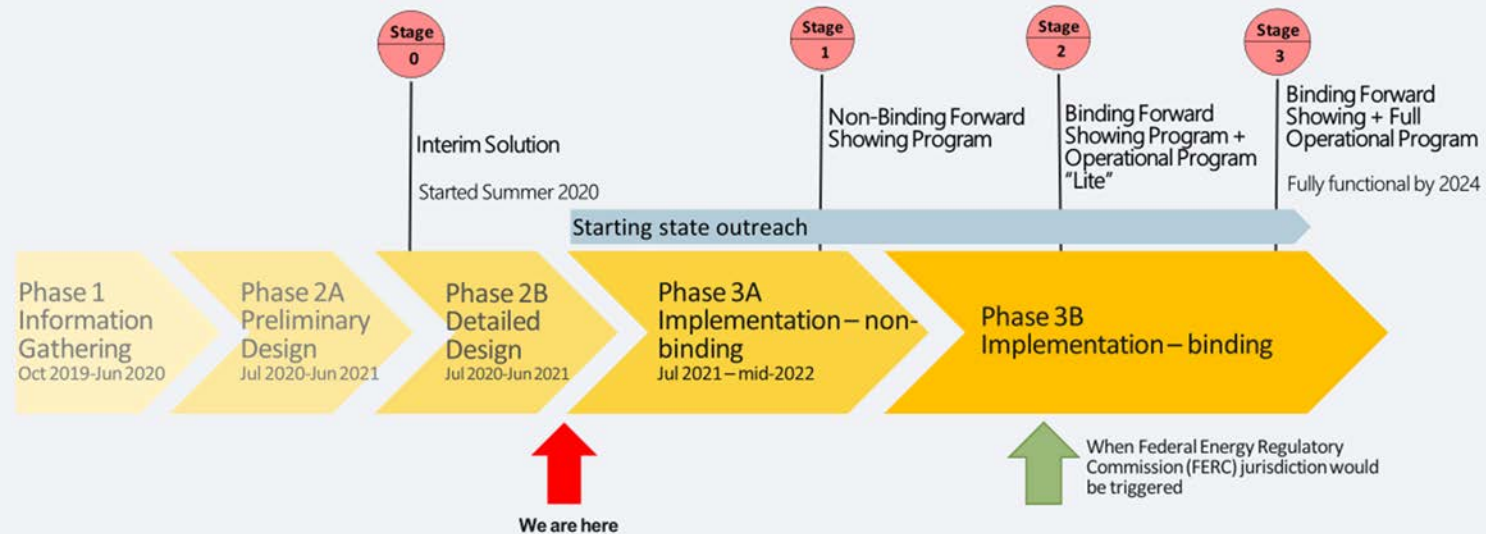 Stage
0
Stage
1
Stage
2
Stage
3
Interim Solution
Started Summer 2020
Non-Binding Forward
Showing Program
Binding Forward
Showing Program +
Operational Program
“Lite”
Binding Forward
Showing + Full
Operational Program
Fully functional by 2024
Starting state outreach
Phase 1
Information
Gathering
Oct 2019-Jun 2020
Phase 2A
Preliminary
Design
Jul 2020-Jun 2021
Phase 2B
Detailed
Design
Jul 2020-Jun 2021
Phase 3A
Implementation – non-
binding
Jul 2021 – mid-2022
Phase 3B
Implementation – binding
We are here
When Federal Energy Regulatory
Commission (FERC) jurisdiction would
be triggered